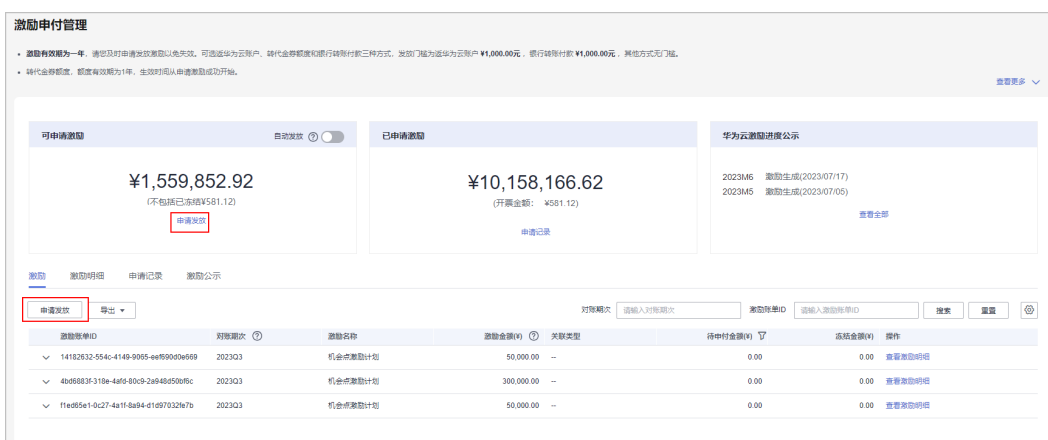 激励申付管理
• 激励有效期为一年，请您及时申请发放激励以免失效。可选返华为云账户、转代金券额度和银行转账付款三种方式，发放门槛为返华为云账户 ¥1,000.00元，银行转账付款 ¥1,000.00元，其他方式无门槛。
• 转代金券额度，额度有效期为1年，生效时间从申请激励成功开始。
查看更多
可申请激励 自动发放 ?
¥1,559,852.92
(不包括已冻结¥581.12)
申请发放
已申请激励
¥10,158,166.62
(开票金额： ¥581.12)
申请记录
华为云激励进度公示
2023M6 激励生成(2023/07/17)
2023M5 激励生成(2023/07/05)
查看全部
激励 激励明细 申请记录 激励公示
申请发放 导出 对账期次 请输入对账期次 激励账单ID 请输入激励账单ID 搜索 重置
激励账单ID 对账期次 ? 激励名称 激励金额(¥) ? 关联类型 待申付金额(¥) 冻结金额(¥) 操作
14182632-554c-4149-9065-eef690d0e669 2023Q3 机会点激励计划 50,000.00 -- 0.00 0.00 查看激励明细
4bd6883f-318e-4afd-80c9-2a948d50bf6c 2023Q3 机会点激励计划 300,000.00 -- 0.00 0.00 查看激励明细
f1ed65e1-0c27-4a1f-8a94-d1d97032fe7b 2023Q3 机会点激励计划 50,000.00 -- 0.00 0.00 查看激励明细